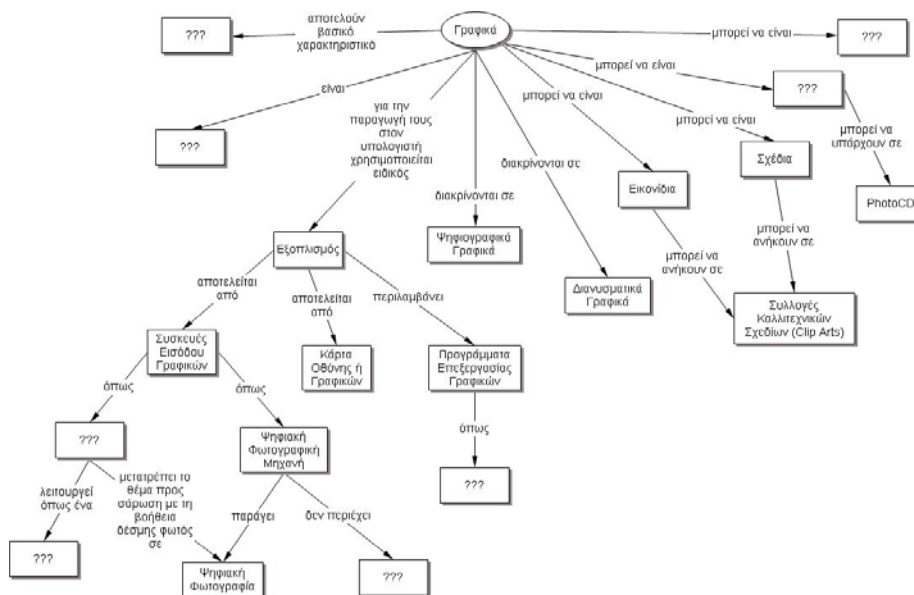 ???
αποτελούν
βασικό
χαρακτηριστικό
Γραφικά
μπορεί να είναι
???
είναι
???
για την
παραγωγή τους
στον
υπολογιστή
χρησιμοποιείται
ειδικός
διακρίνονται σε
Ψηφιογραφικά
Γραφικά
διακρίνονται σε
Διανυσματικά
Γραφικά
μπορεί να είναι
Εικονίδια
μπορεί να
ανήκουν σε
μπορεί να είναι
???
μπορεί να
υπάρχουν σε
PhotoCD
μπορεί να είναι
Σχέδια
μπορεί να
ανήκουν σε
Συλλογές
Καλλιτεχνικών
Σχεδίων (Clip Arts)
Εξοπλισμός
αποτελείται
από
Συσκευές
Εισόδου
Γραφικών
αποτελείται
από
Κάρτα
Οθόνης ή
Γραφικών
περιλαμβάνει
Προγράμματα
Επεξεργασίας
Γραφικών
όπως
???
όπως
???
όπως
Ψηφιακή
Φωτογραφική
Μηχανή
λειτουργεί
όπως ένα
???
μετατρέπει το
θέμα προς
σάρωση με τη
βοήθεια
δέσμης φωτός
σε
παράγει
Ψηφιακή
Φωτογραφία
δεν περιέχει
???